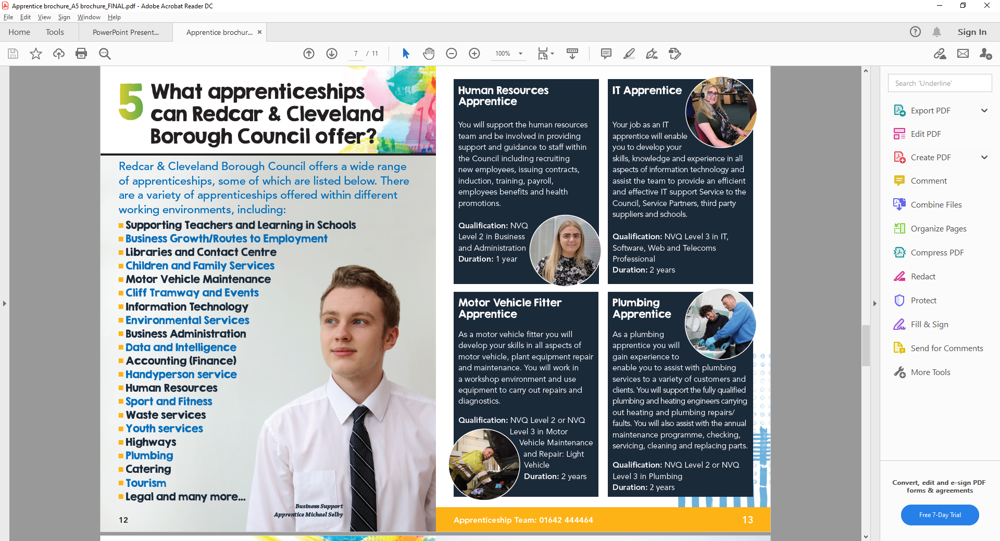 Apprentice brochure_A5 brochure_FINAL.pdf - Adobe Acrobat Reader DC
File Edit View Sign Window Help
Home Tools PowerPoint Present... Apprentice brochur... Sign In
7 / 11 100%
5 What apprenticeships
can Redcar & Cleveland
Borough Council offer?
Redcar & Cleveland Borough Council offers a wide range
of apprenticeships, some of which are listed below. There
are a variety of apprenticeships offered within different
working environments, including:
Supporting Teachers and Learning in Schools
Business Growth/Routes to Employment
Libraries and Contact Centre
Children and Family Services
Motor Vehicle Maintenance
Cliff Tramway and Events
Information Technology
Environmental Services
Business Administration
Data and Intelligence
Accounting (Finance)
Handyperson service
Human Resources
Sport and Fitness
Waste services
Youth services
Highways
Plumbing
Catering
Tourism
Legal and many more...
Business Support
Apprentice Michael Selby
12
Human Resources
Apprentice
You will support the human resources
team and be involved in providing
support and guidance to staff within
the Council including recruiting
new employees, issuing contracts,
induction, training, payroll,
employees benefits and health
promotions.
Qualification: NVQ
Level 2 in Business
and Administration
Duration: 1 year
IT Apprentice
Your job as an IT
apprentice will enable
you to develop your
skills, knowledge and experience in all
aspects of information technology and
assist the team to provide an efficient
and effective IT support Service to the
Council, Service Partners, third party
suppliers and schools.
Qualification: NVQ Level 3 in IT,
Software, Web and Telecoms
Professional
Duration: 2 years
Motor Vehicle Fitter
Apprentice
As a motor vehicle fitter you will
develop your skills in all aspects of
motor vehicle, plant equipment repair
and maintenance. You will work in
a workshop environment and use
equipment to carry out repairs and
diagnostics.
Qualification: NVQ Level 2 or NVQ
Level 3 in Motor
Vehicle Maintenance
and Repair: Light
Vehicle
Duration: 2 years
Plumbing
Apprentice
As a plumbing
apprentice you will
gain experience to
enable you to assist with plumbing
services to a variety of customers and
clients. You will support the fully qualified
plumbing and heating engineers carrying
out heating and plumbing repairs/
faults. You will also assist with the annual
maintenance programme, checking,
servicing, cleaning and replacing parts.
Qualification: NVQ Level 2 or NVQ
Level 3 in Plumbing
Duration: 2 years
Apprenticeship Team: 01642 444464
13
Search 'Underline'
Export PDF
Edit PDF
Create PDF
Comment
Combine Files
Organize Pages
Compress PDF
Redact
Protect
Fill & Sign
Send for Comments
More Tools
Convert, edit and e-sign PDF
forms & agreements
Free 7-Day Trial